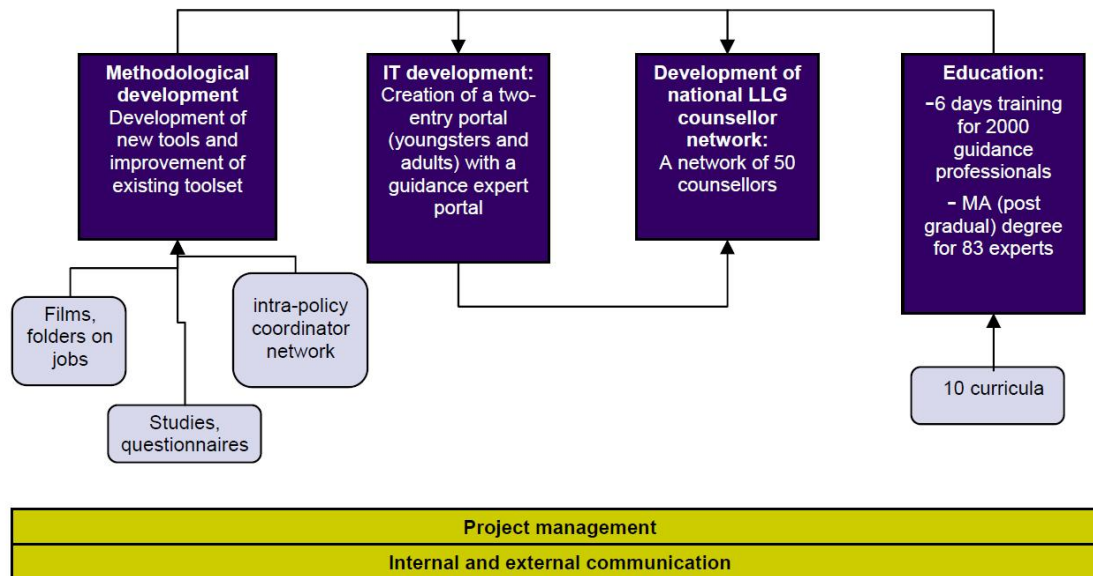 Methodological
development
Development of
new tools and
improvement of
existing toolset
IT development:
Creation of a two-
entry portal
(youngsters and
adults) with a
guidance expert
portal
Development of
national LLG
counsellor
network:
A network of 50
counsellors
Education:
-6 days training
for 2000
guidance
professionals
- MA (post
gradual) degree
for 83 experts
Films,
folders on
jobs
intra-policy
coordinator
network
Studies,
questionnaires
10 curricula
Project management
Internal and external communication